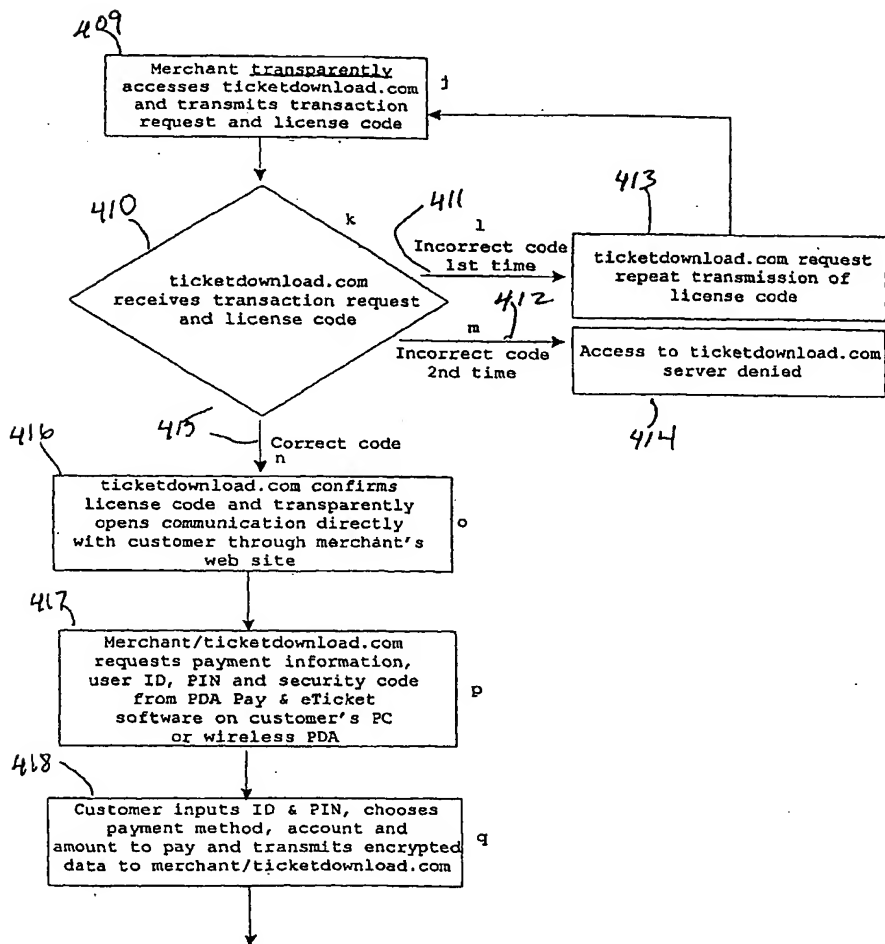 409
Merchant transparently
accesses ticketdownload.com
and transmits transaction
request and license code
j
410
k
411
l
Incorrect code
1st time
413
ticketdownload.com request
repeat transmission of
license code
ticketdownload.com
receives transaction request
and license code
412
m
Incorrect code
2nd time
Access to ticketdownload.com
server denied
414
415
Correct code
n
416
ticketdownload.com confirms
license code and transparently
opens communication directly
with customer through merchant's
web site
o
417
Merchant/ticketdownload.com
requests payment information,
user ID, PIN and security code
from PDA Pay & eTicket
software on customer's PC
or wireless PDA
p
418
Customer inputs ID & PIN, chooses
payment method, account and
amount to pay and transmits encrypted
data to merchant/ticketdownload.com
q